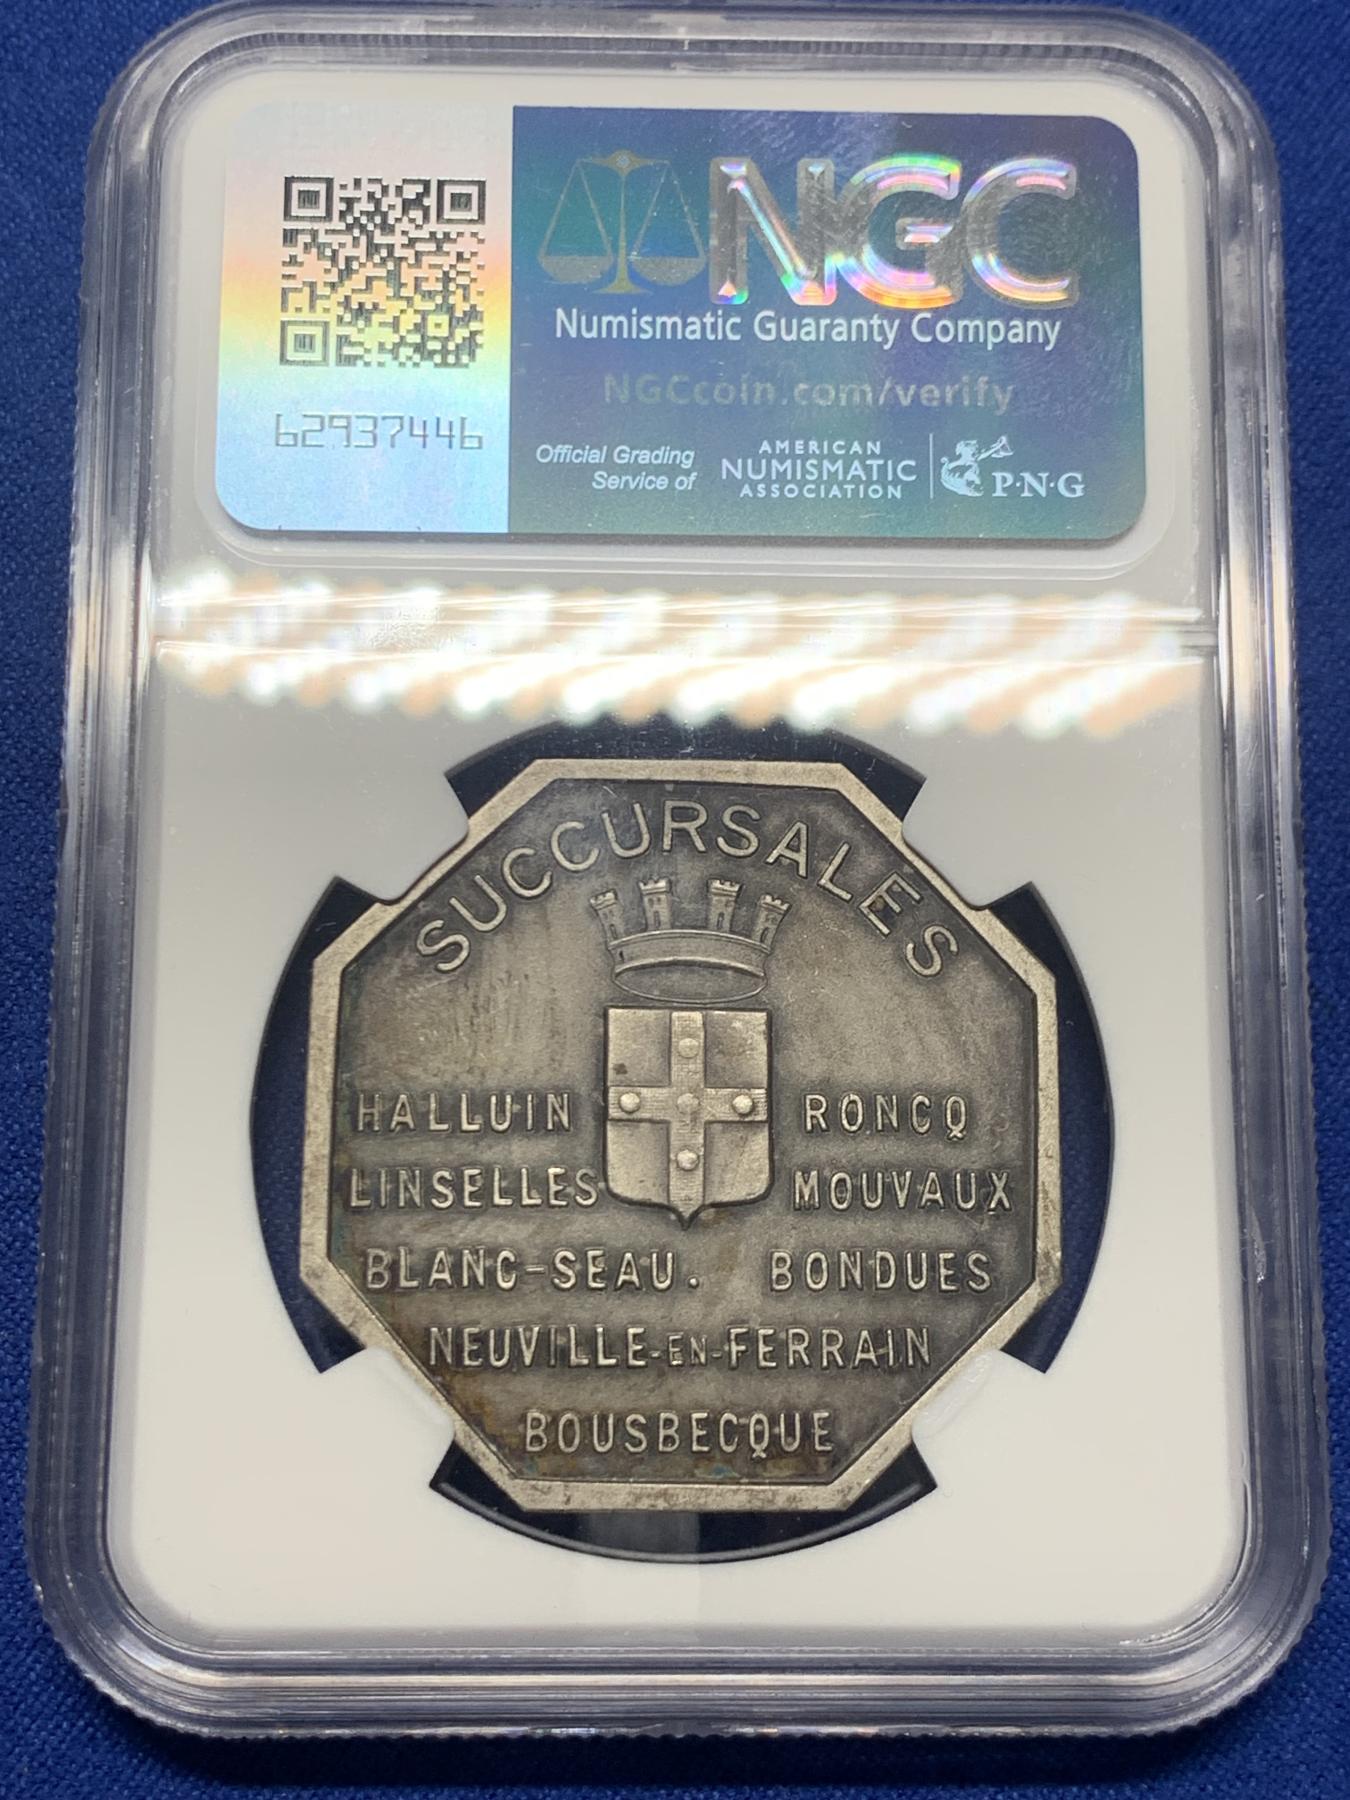 NGC
Numismatic Guaranty Company
NGCcoin.com/verify
62937446
Official Grading
Service of
AMERICAN
NUMISMATIC
ASSOCIATION
P·N·G
SUCCURSALES
HALLUIN RONCQ
LINSELLES MOUVAUX
BLANC-SEAU. BONDUES
NEUVILLE-EN-FERRAIN
BOUSBECQUE